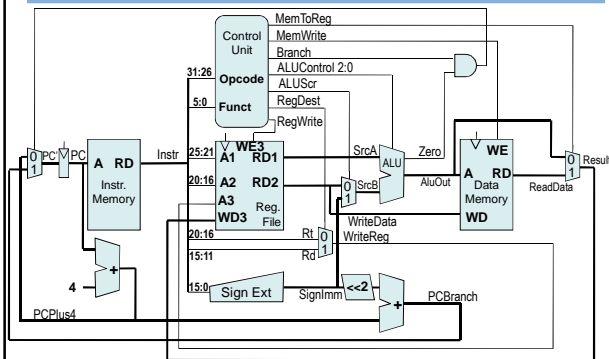 MemToReg
Control Unit
MemWrite
Branch
ALUControl 2:0
31:26
Opcode
ALUScr
5:0
Funct
RegDest
RegWrite
PC'
PC
A RD
Instr. Memory
Instr
25:21
A1
WE3
RD1
SrcA
ALU
Zero
WE
0
1
Result
20:16
A2
RD2
0
1
SrcB
AluOut
A
RD
Data Memory
ReadData
A3
Reg. File
WD3
WriteData
WD
0
1
20:16
Rt
0
1
WriteReg
15:11
Rd
+
4
15:0
Sign Ext
SignImm
<<2
+
PCBranch
PCPlus4